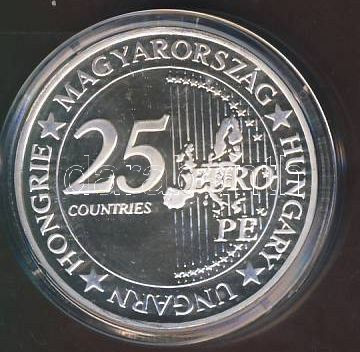 ★ MAGYARORSZÁG ★ HUNGARY ★ UNGARN ★ HONGRIE
25
COUNTRIES
EURO
PE